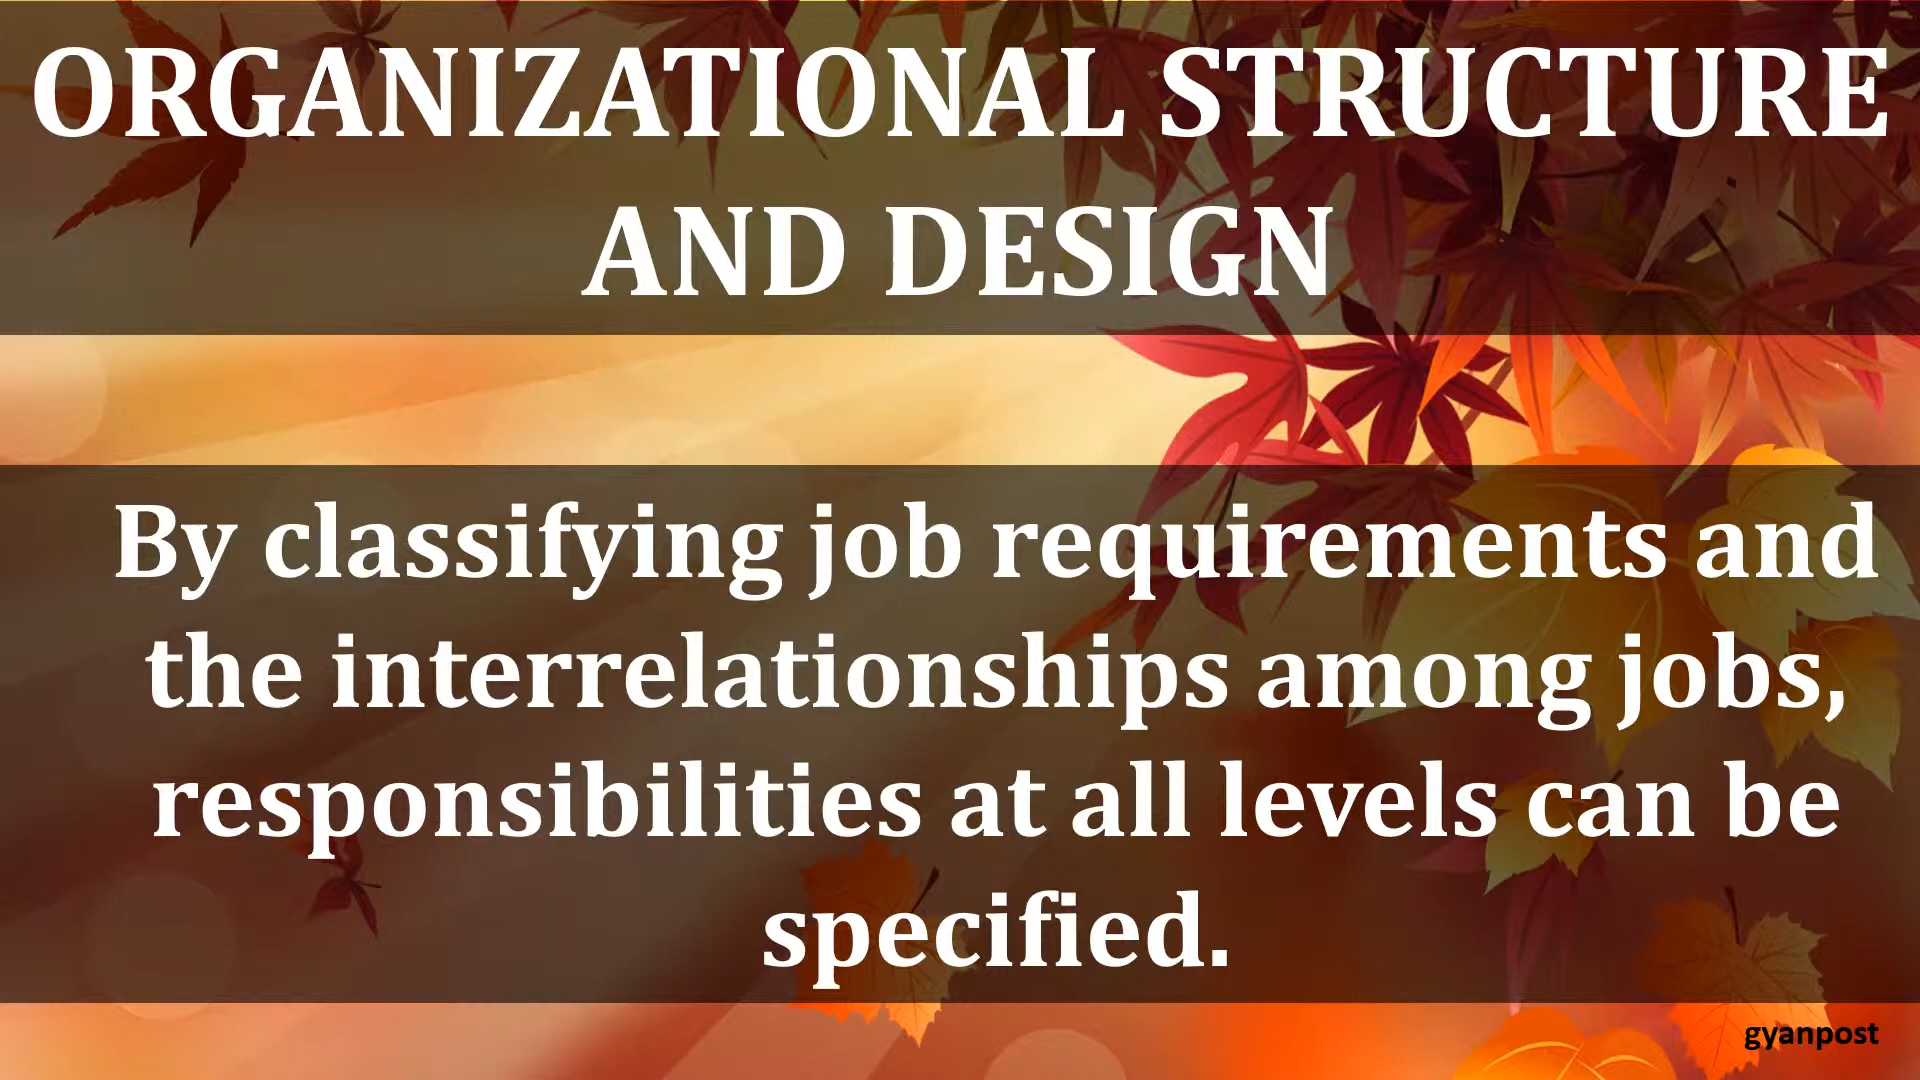 ORGANIZATIONAL STRUCTURE
AND DESIGN
By classifying job requirements and
the interrelationships among jobs,
responsibilities at all levels can be
specified.
gyanpost